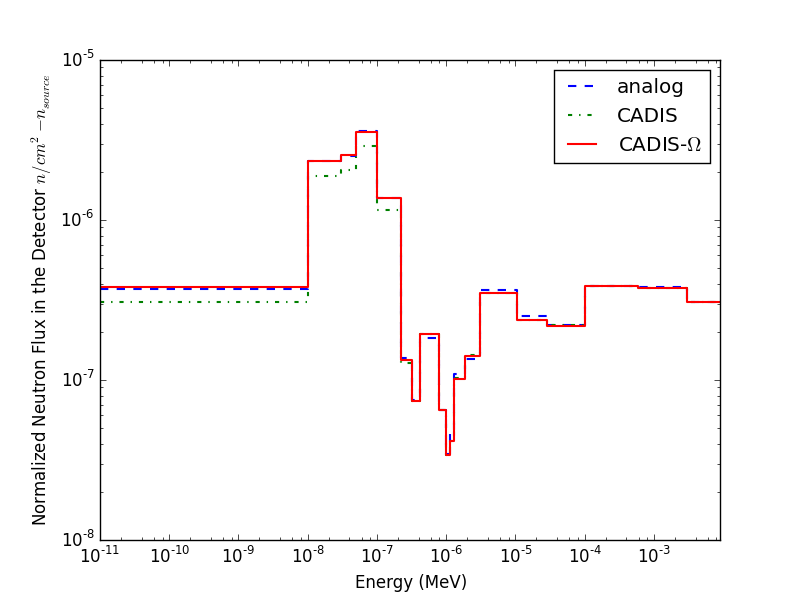 10^-5
10^-6
10^-7
10^-8
Normalized Neutron Flux in the Detector n/cm^2 −n_source
analog
CADIS
CADIS-Ω
10^-11 10^-10 10^-9 10^-8 10^-7 10^-6 10^-5 10^-4 10^-3
Energy (MeV)